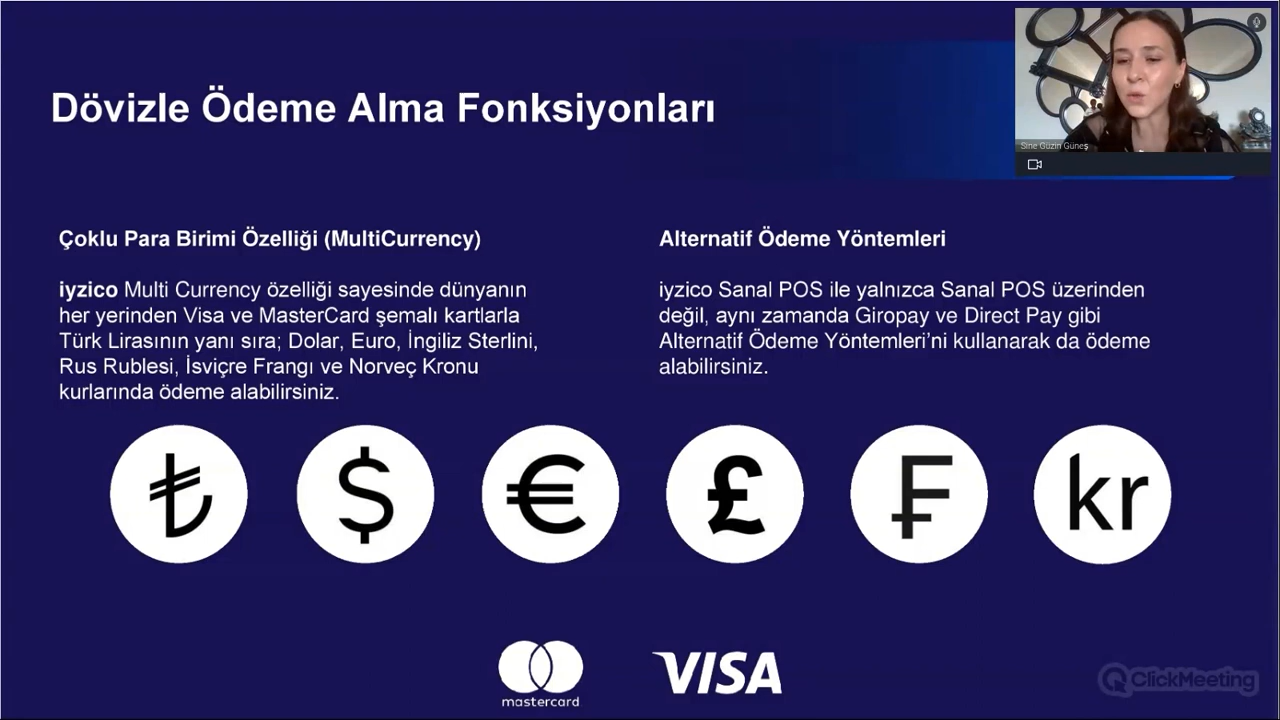 Dövizle Ödeme Alma Fonksiyonları
Sine Güzin Güneş
Çoklu Para Birimi Özelliği (MultiCurrency)
iyzico Multi Currency özelliği sayesinde dünyanın
her yerinden Visa ve MasterCard şemalı kartlarla
Türk Lirasının yanı sıra; Dolar, Euro, İngiliz Sterlini,
Rus Rublesi, İsviçre Frangı ve Norveç Kronu
kurlarında ödeme alabilirsiniz.
Alternatif Ödeme Yöntemleri
iyzico Sanal POS ile yalnızca Sanal POS üzerinden
değil, aynı zamanda Giropay ve Direct Pay gibi
Alternatif Ödeme Yöntemleri’ni kullanarak da ödeme
alabilirsiniz.
₺ $ € £ ₣ kr
mastercard
VISA
ClickMeeting